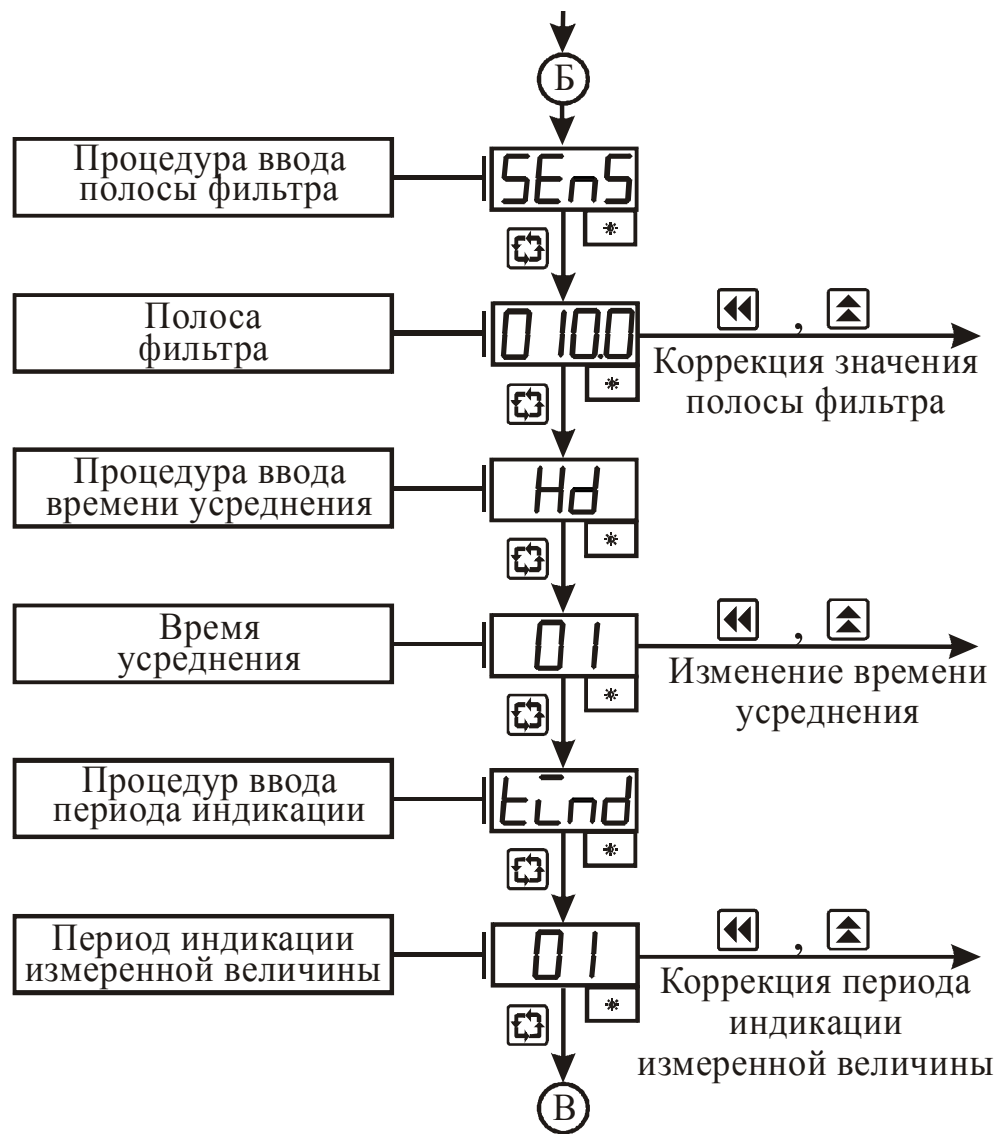 Б
Процедура ввода
полосы фильтра
SEnS
Полоса
фильтра
010.0
,
Коррекция значения
полосы фильтра
Процедура ввода
времени усреднения
Hd
Время
усреднения
01
,
Изменение времени
усреднения
Процедур ввода
периода индикации
tind
Период индикации
измеренной величины
01
,
Коррекция периода
индикации
измеренной величины
В